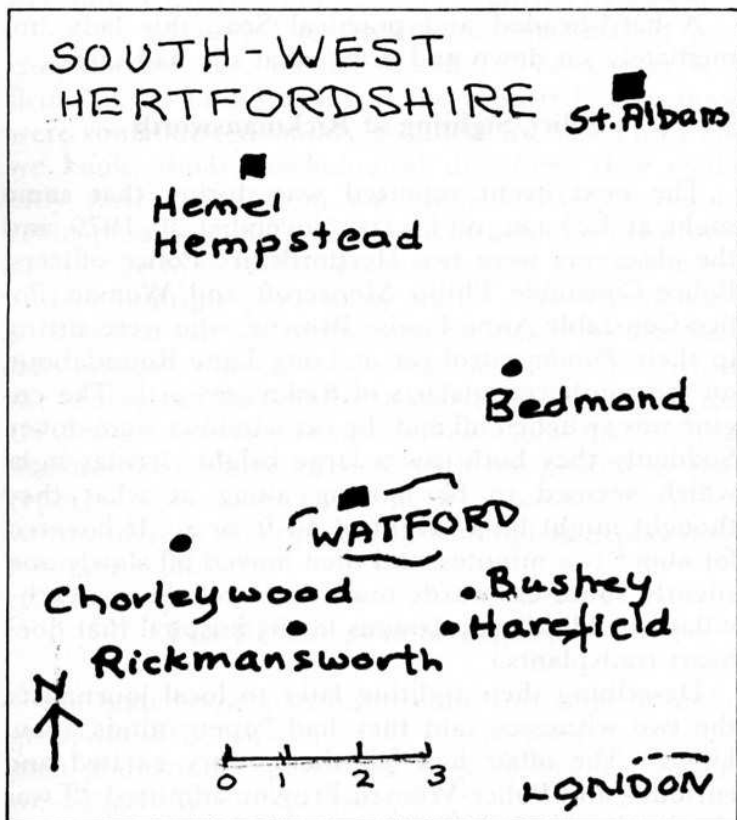 SOUTH-WEST
HERTFORDSHIRE
St. Albans
Hemel
Hempstead
Bedmond
WATFORD
Chorleywood
Bushey
Harefield
Rickmansworth
N
0 1 2 3
LONDON